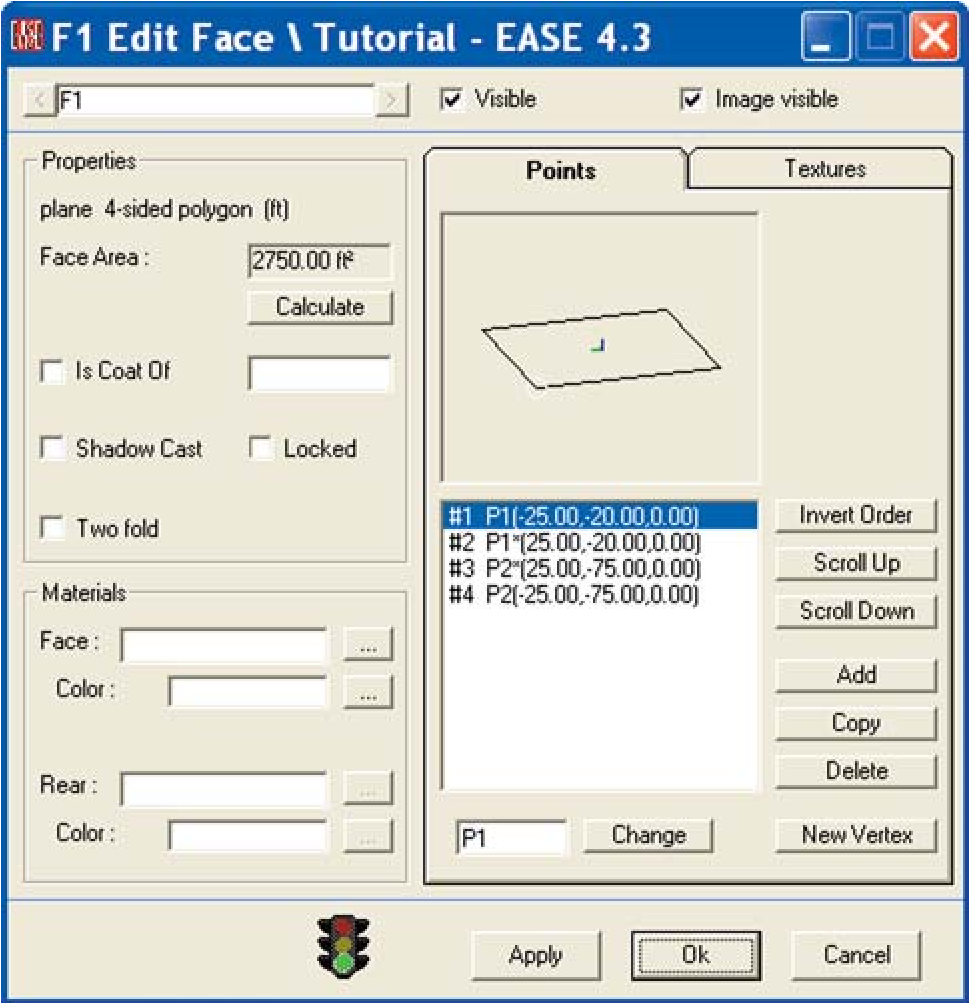 EASE F1 Edit Face \ Tutorial - EASE 4.3
< F1 > Visible Image visible
Properties
plane 4-sided polygon (ft)
Face Area : 2750.00 ft²
Calculate
Is Coat Of
Shadow Cast Locked
Two fold
Materials
Face : ...
Color : ...
Rear : ...
Color : ...
Points Textures
#1 P1(-25.00,-20.00,0.00)
#2 P1*(25.00,-20.00,0.00)
#3 P2*(25.00,-75.00,0.00)
#4 P2(-25.00,-75.00,0.00)
Invert Order
Scroll Up
Scroll Down
Add
Copy
Delete
P1 Change New Vertex
Apply Ok Cancel